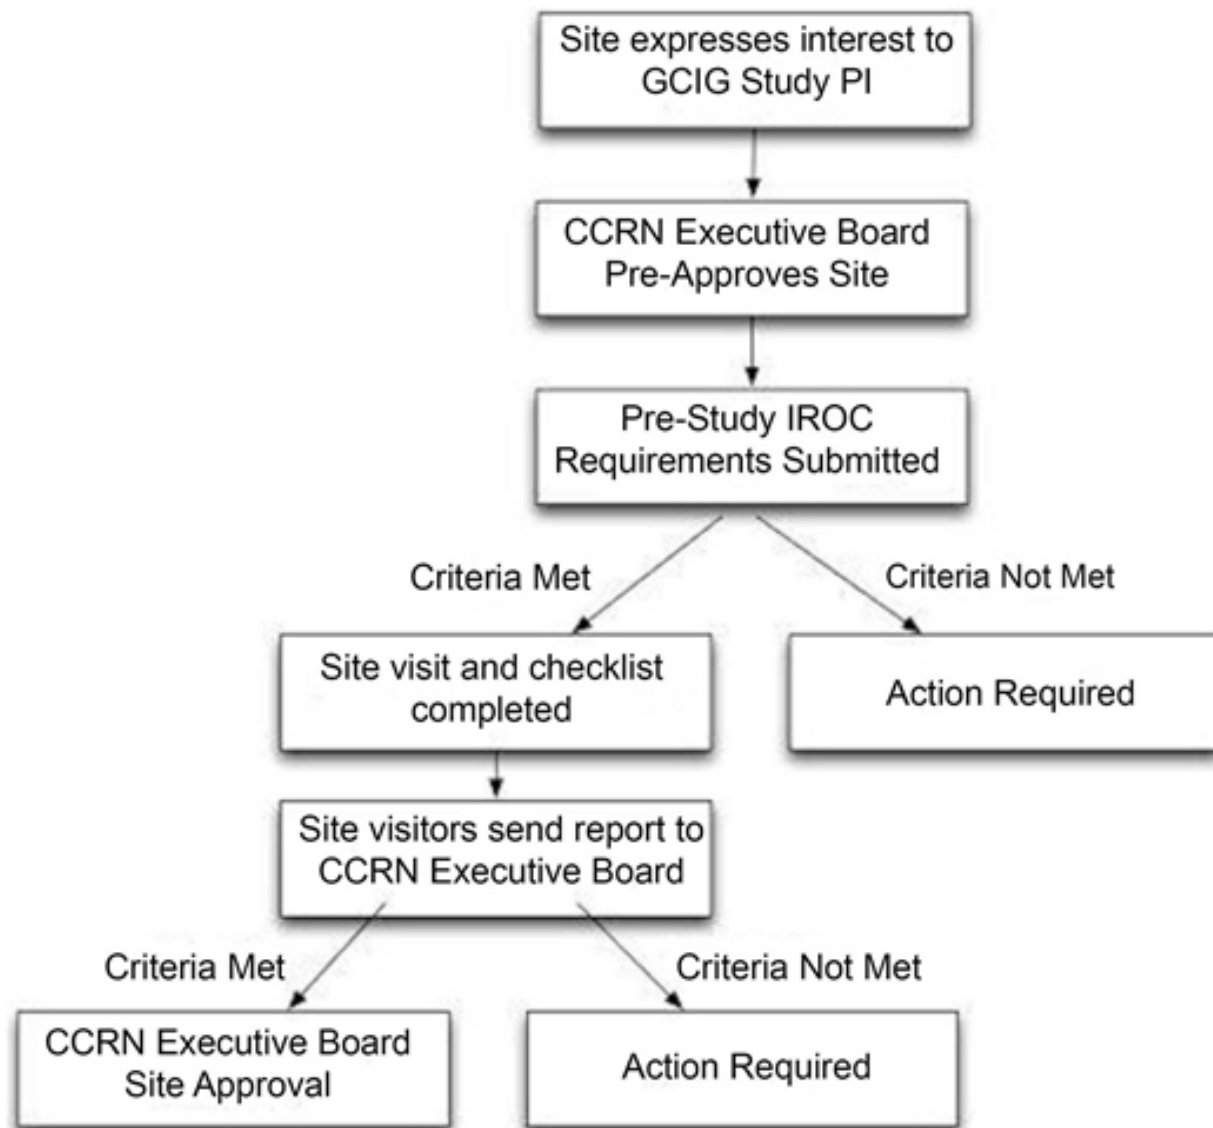 Site expresses interest to
GCIG Study PI
CCRN Executive Board
Pre-Approves Site
Pre-Study IROC
Requirements Submitted
Criteria Met
Criteria Not Met
Site visit and checklist
completed
Action Required
Site visitors send report to
CCRN Executive Board
Criteria Met
Criteria Not Met
CCRN Executive Board
Site Approval
Action Required